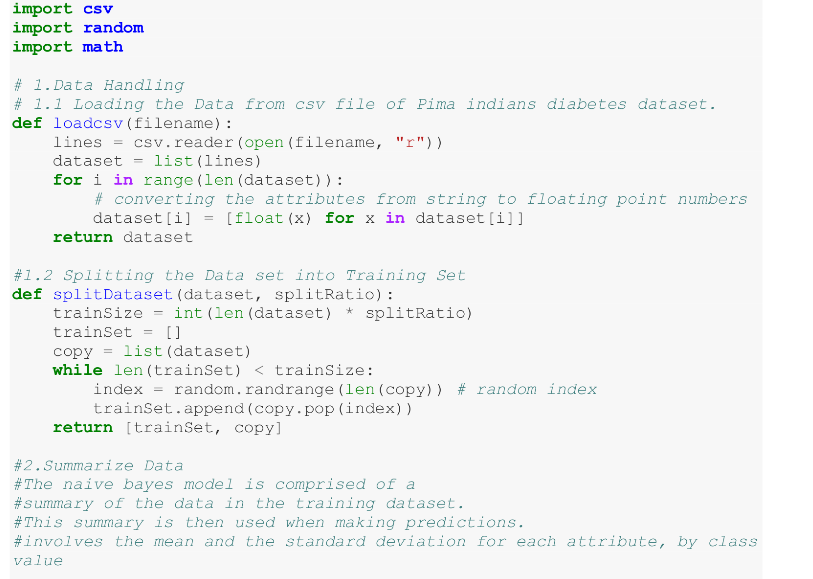 import csv
import random
import math

# 1.Data Handling
# 1.1 Loading the Data from csv file of Pima indians diabetes dataset.
def loadcsv(filename):
    lines = csv.reader(open(filename, "r"))
    dataset = list(lines)
    for i in range(len(dataset)):
        # converting the attributes from string to floating point numbers
        dataset[i] = [float(x) for x in dataset[i]]
    return dataset

#1.2 Splitting the Data set into Training Set
def splitDataset(dataset, splitRatio):
    trainSize = int(len(dataset) * splitRatio)
    trainSet = []
    copy = list(dataset)
    while len(trainSet) < trainSize:
        index = random.randrange(len(copy)) # random index
        trainSet.append(copy.pop(index))
    return [trainSet, copy]

#2.Summarize Data
#The naive bayes model is comprised of a
#summary of the data in the training dataset.
#This summary is then used when making predictions.
#involves the mean and the standard deviation for each attribute, by class
value